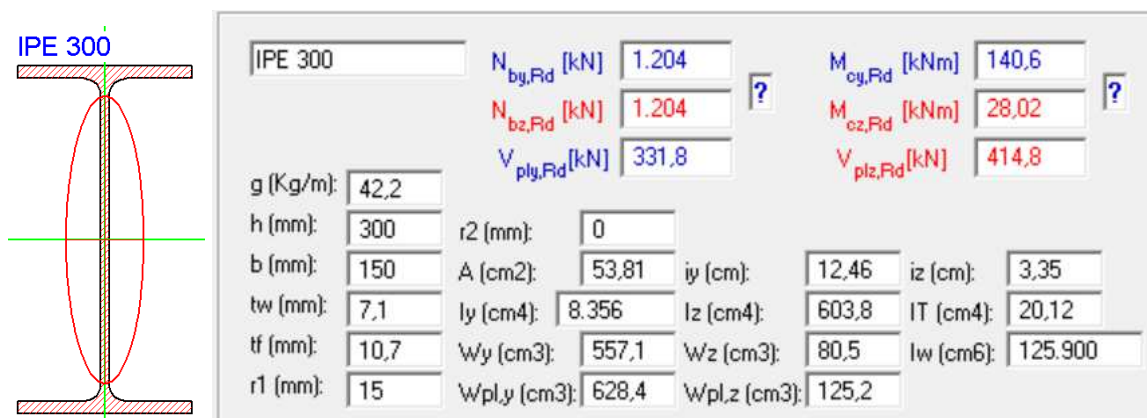 IPE 300
IPE 300
Nby,Rd [kN] 1.204
Mcy,Rd [kNm] 140,6
?
?
Nbz,Rd [kN] 1.204
Mcz,Rd [kNm] 28,02
Vply,Rd[kN] 331,8
Vplz,Rd[kN] 414,8
g (Kg/m): 42,2
h (mm): 300 r2 (mm): 0
b (mm): 150 A (cm2): 53,81 iy (cm): 12,46 iz (cm): 3,35
tw (mm): 7,1 Iy (cm4): 8.356 Iz (cm4): 603,8 IT (cm4): 20,12
tf (mm): 10,7 Wy (cm3): 557,1 Wz (cm3): 80,5 Iw (cm6): 125.900
r1 (mm): 15 Wpl,y (cm3): 628,4 Wpl,z (cm3): 125,2